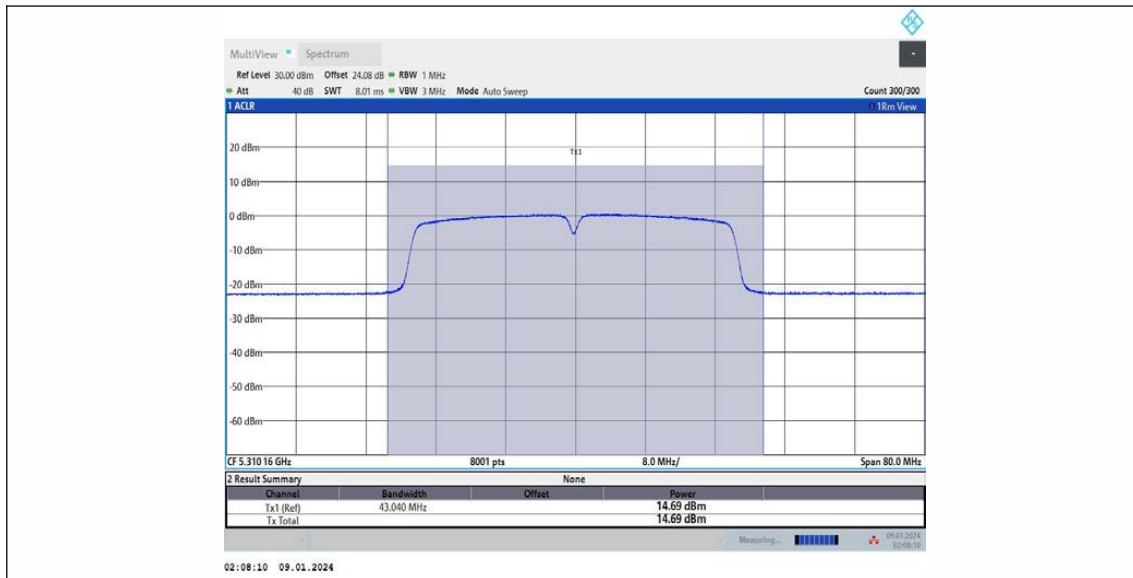 MultiView Spectrum
Ref Level 30.00 dBm Offset 24.08 dB RBW 1 MHz
Att 40 dB SWT 8.01 ms VBW 3 MHz Mode Auto Sweep Count 300/300
1 ACLR 1Rm View
Tx1
20 dBm
10 dBm
0 dBm
-10 dBm
-20 dBm
-30 dBm
-40 dBm
-50 dBm
-60 dBm
CF 5.310 16 GHz 8001 pts 8.0 MHz/ Span 80.0 MHz
2 Result Summary None
Channel Bandwidth Offset Power
Tx1 (Ref) 43.040 MHz 14.69 dBm
Tx Total 14.69 dBm
Measuring... 09.01.2024
02:08:10
02:08:10 09.01.2024